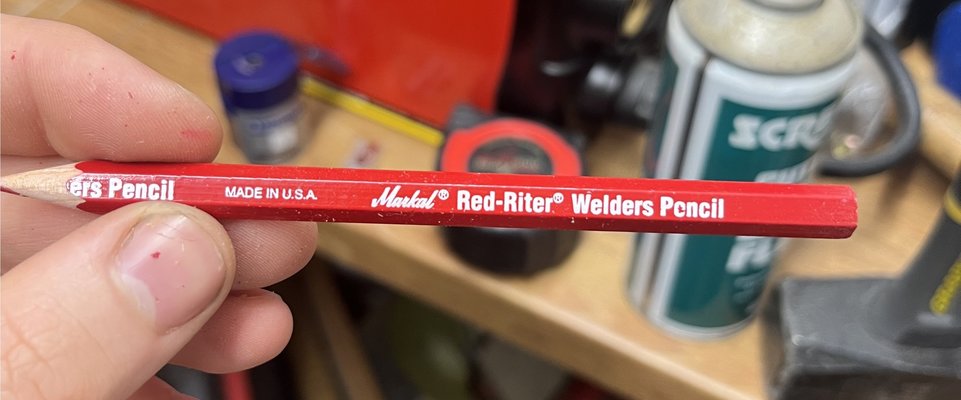 ers Pencil MADE IN U.S.A. Markal® Red-Riter® Welders Pencil